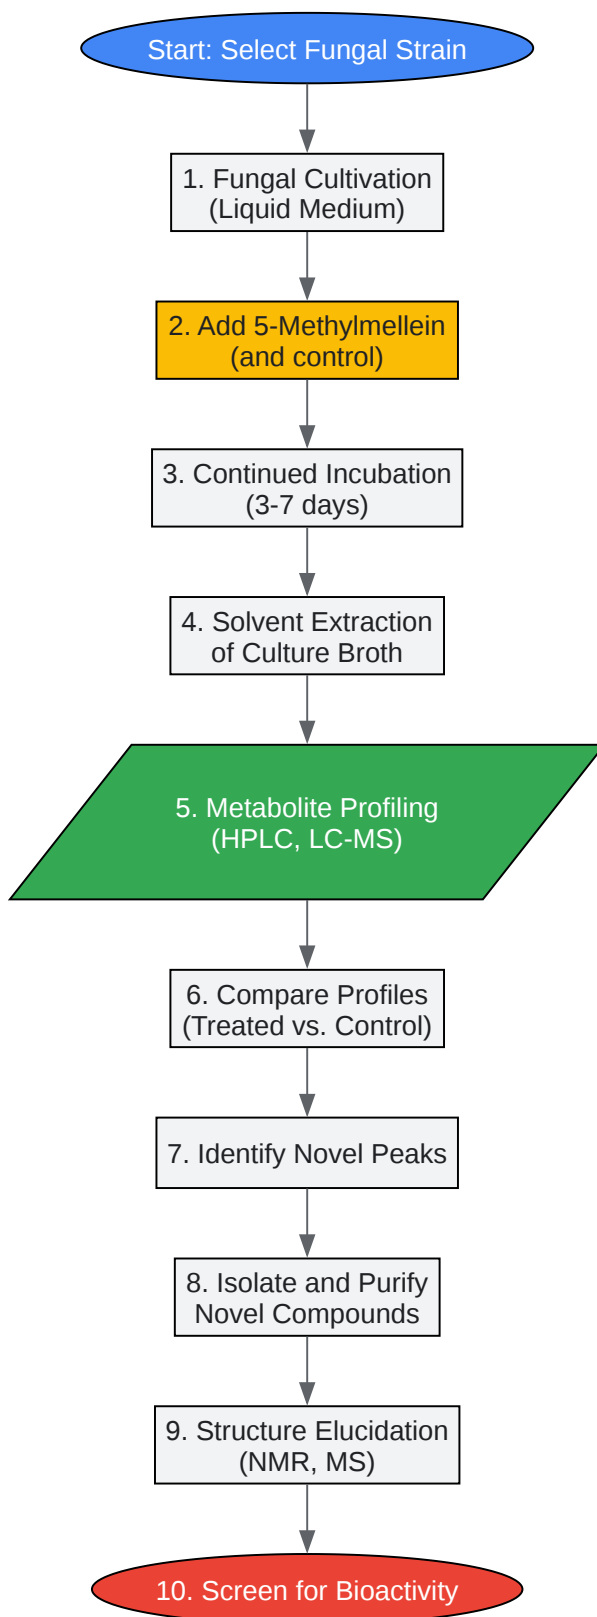 Start: Select Fungal Strain
1. Fungal Cultivation
(Liquid Medium)
2. Add 5-Methylmellein
(and control)
3. Continued Incubation
(3-7 days)
4. Solvent Extraction
of Culture Broth
5. Metabolite Profiling
(HPLC, LC-MS)
6. Compare Profiles
(Treated vs. Control)
7. Identify Novel Peaks
8. Isolate and Purify
Novel Compounds
9. Structure Elucidation
(NMR, MS)
10. Screen for Bioactivity